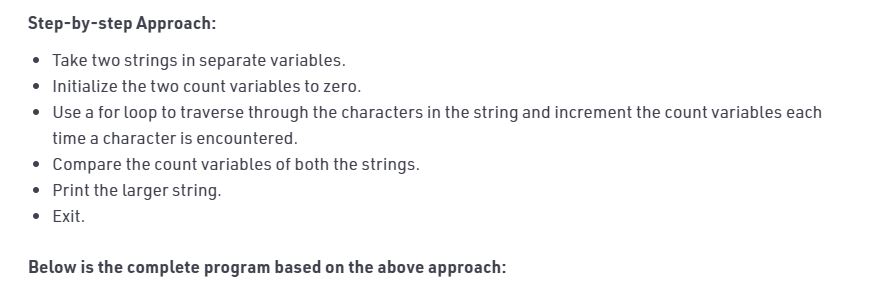 Step-by-step Approach:
• Take two strings in separate variables.
• Initialize the two count variables to zero.
• Use a for loop to traverse through the characters in the string and increment the count variables each
time a character is encountered.
• Compare the count variables of both the strings.
• Print the larger string.
• Exit.
Below is the complete program based on the above approach: